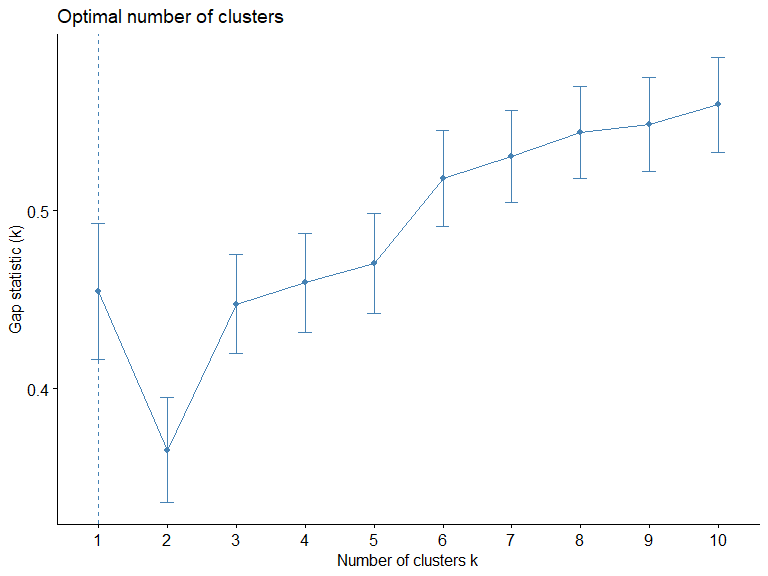 Optimal number of clusters
Gap statistic (k)
0.5
0.4
1 2 3 4 5 6 7 8 9 10
Number of clusters k